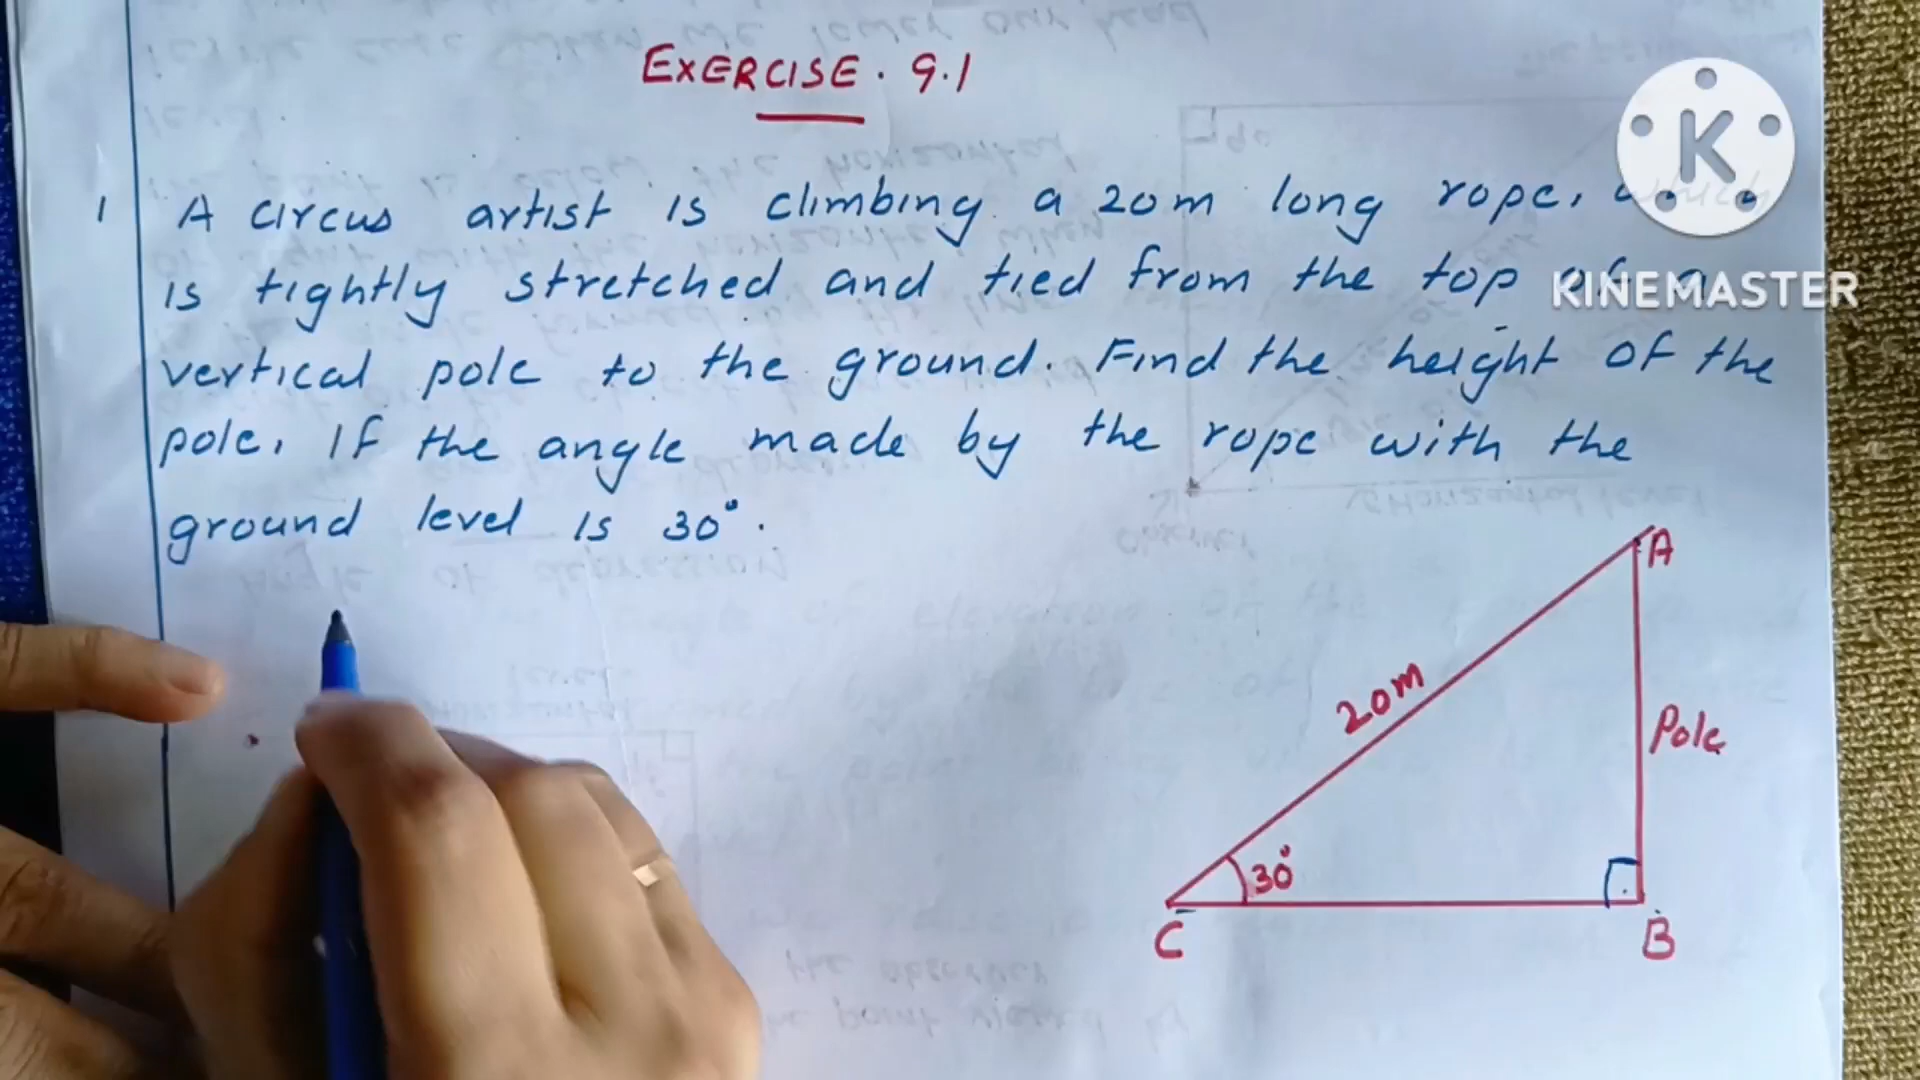 EXERCISE. 9.1
1 A circus artist is climbing a 20m long rope, which
is tightly stretched and tied from the top of a
vertical pole to the ground. Find the height of the
pole, if the angle made by the rope with the
ground level is 30°.
A
20m
Pole
30°
C
B
K
KINEMASTER